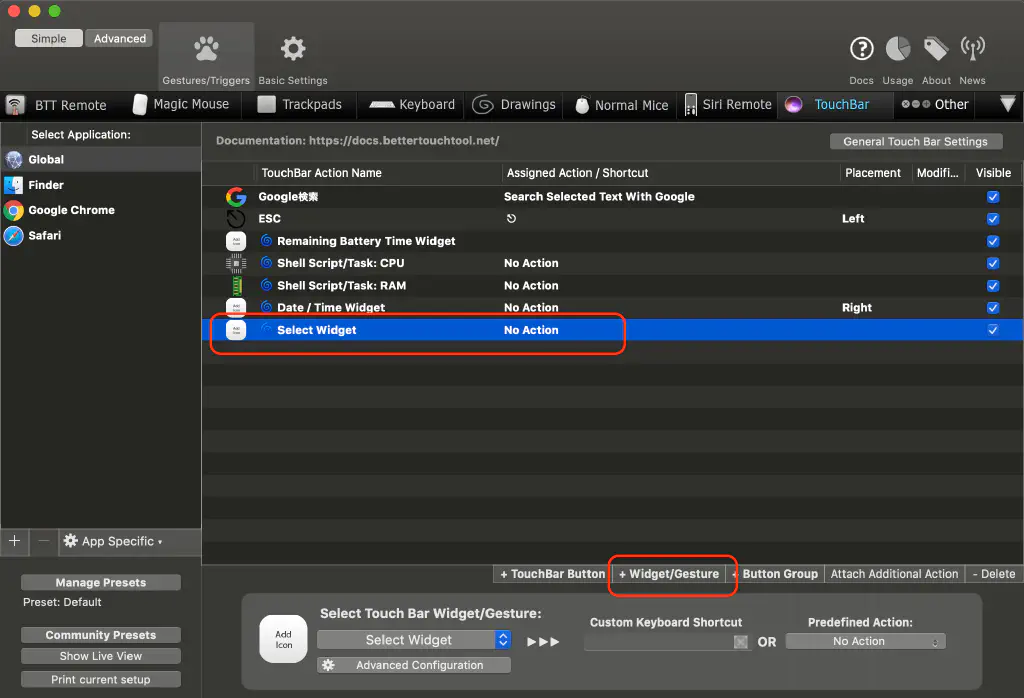 Simple Advanced
Gestures/Triggers Basic Settings Docs Usage About News
BTT Remote Magic Mouse Trackpads Keyboard Drawings Normal Mice Siri Remote TouchBar Other
Select Application:
Global
Finder
Google Chrome
Safari
Documentation: https://docs.bettertouchtool.net/ General Touch Bar Settings
TouchBar Action Name Assigned Action / Shortcut Placement Modifi... Visible
Google検索 Search Selected Text With Google
ESC Left
Add Icon Remaining Battery Time Widget
Shell Script/Task: CPU No Action
Shell Script/Task: RAM No Action
Add Icon Date / Time Widget No Action Right
Add Icon Select Widget No Action
+ − App Specific
+ TouchBar Button + Widget/Gesture + Button Group Attach Additional Action - Delete
Manage Presets
Preset: Default
Community Presets
Show Live View
Print current setup
Add
Icon
Select Touch Bar Widget/Gesture:
Select Widget
Advanced Configuration
Custom Keyboard Shortcut
OR
Predefined Action:
No Action